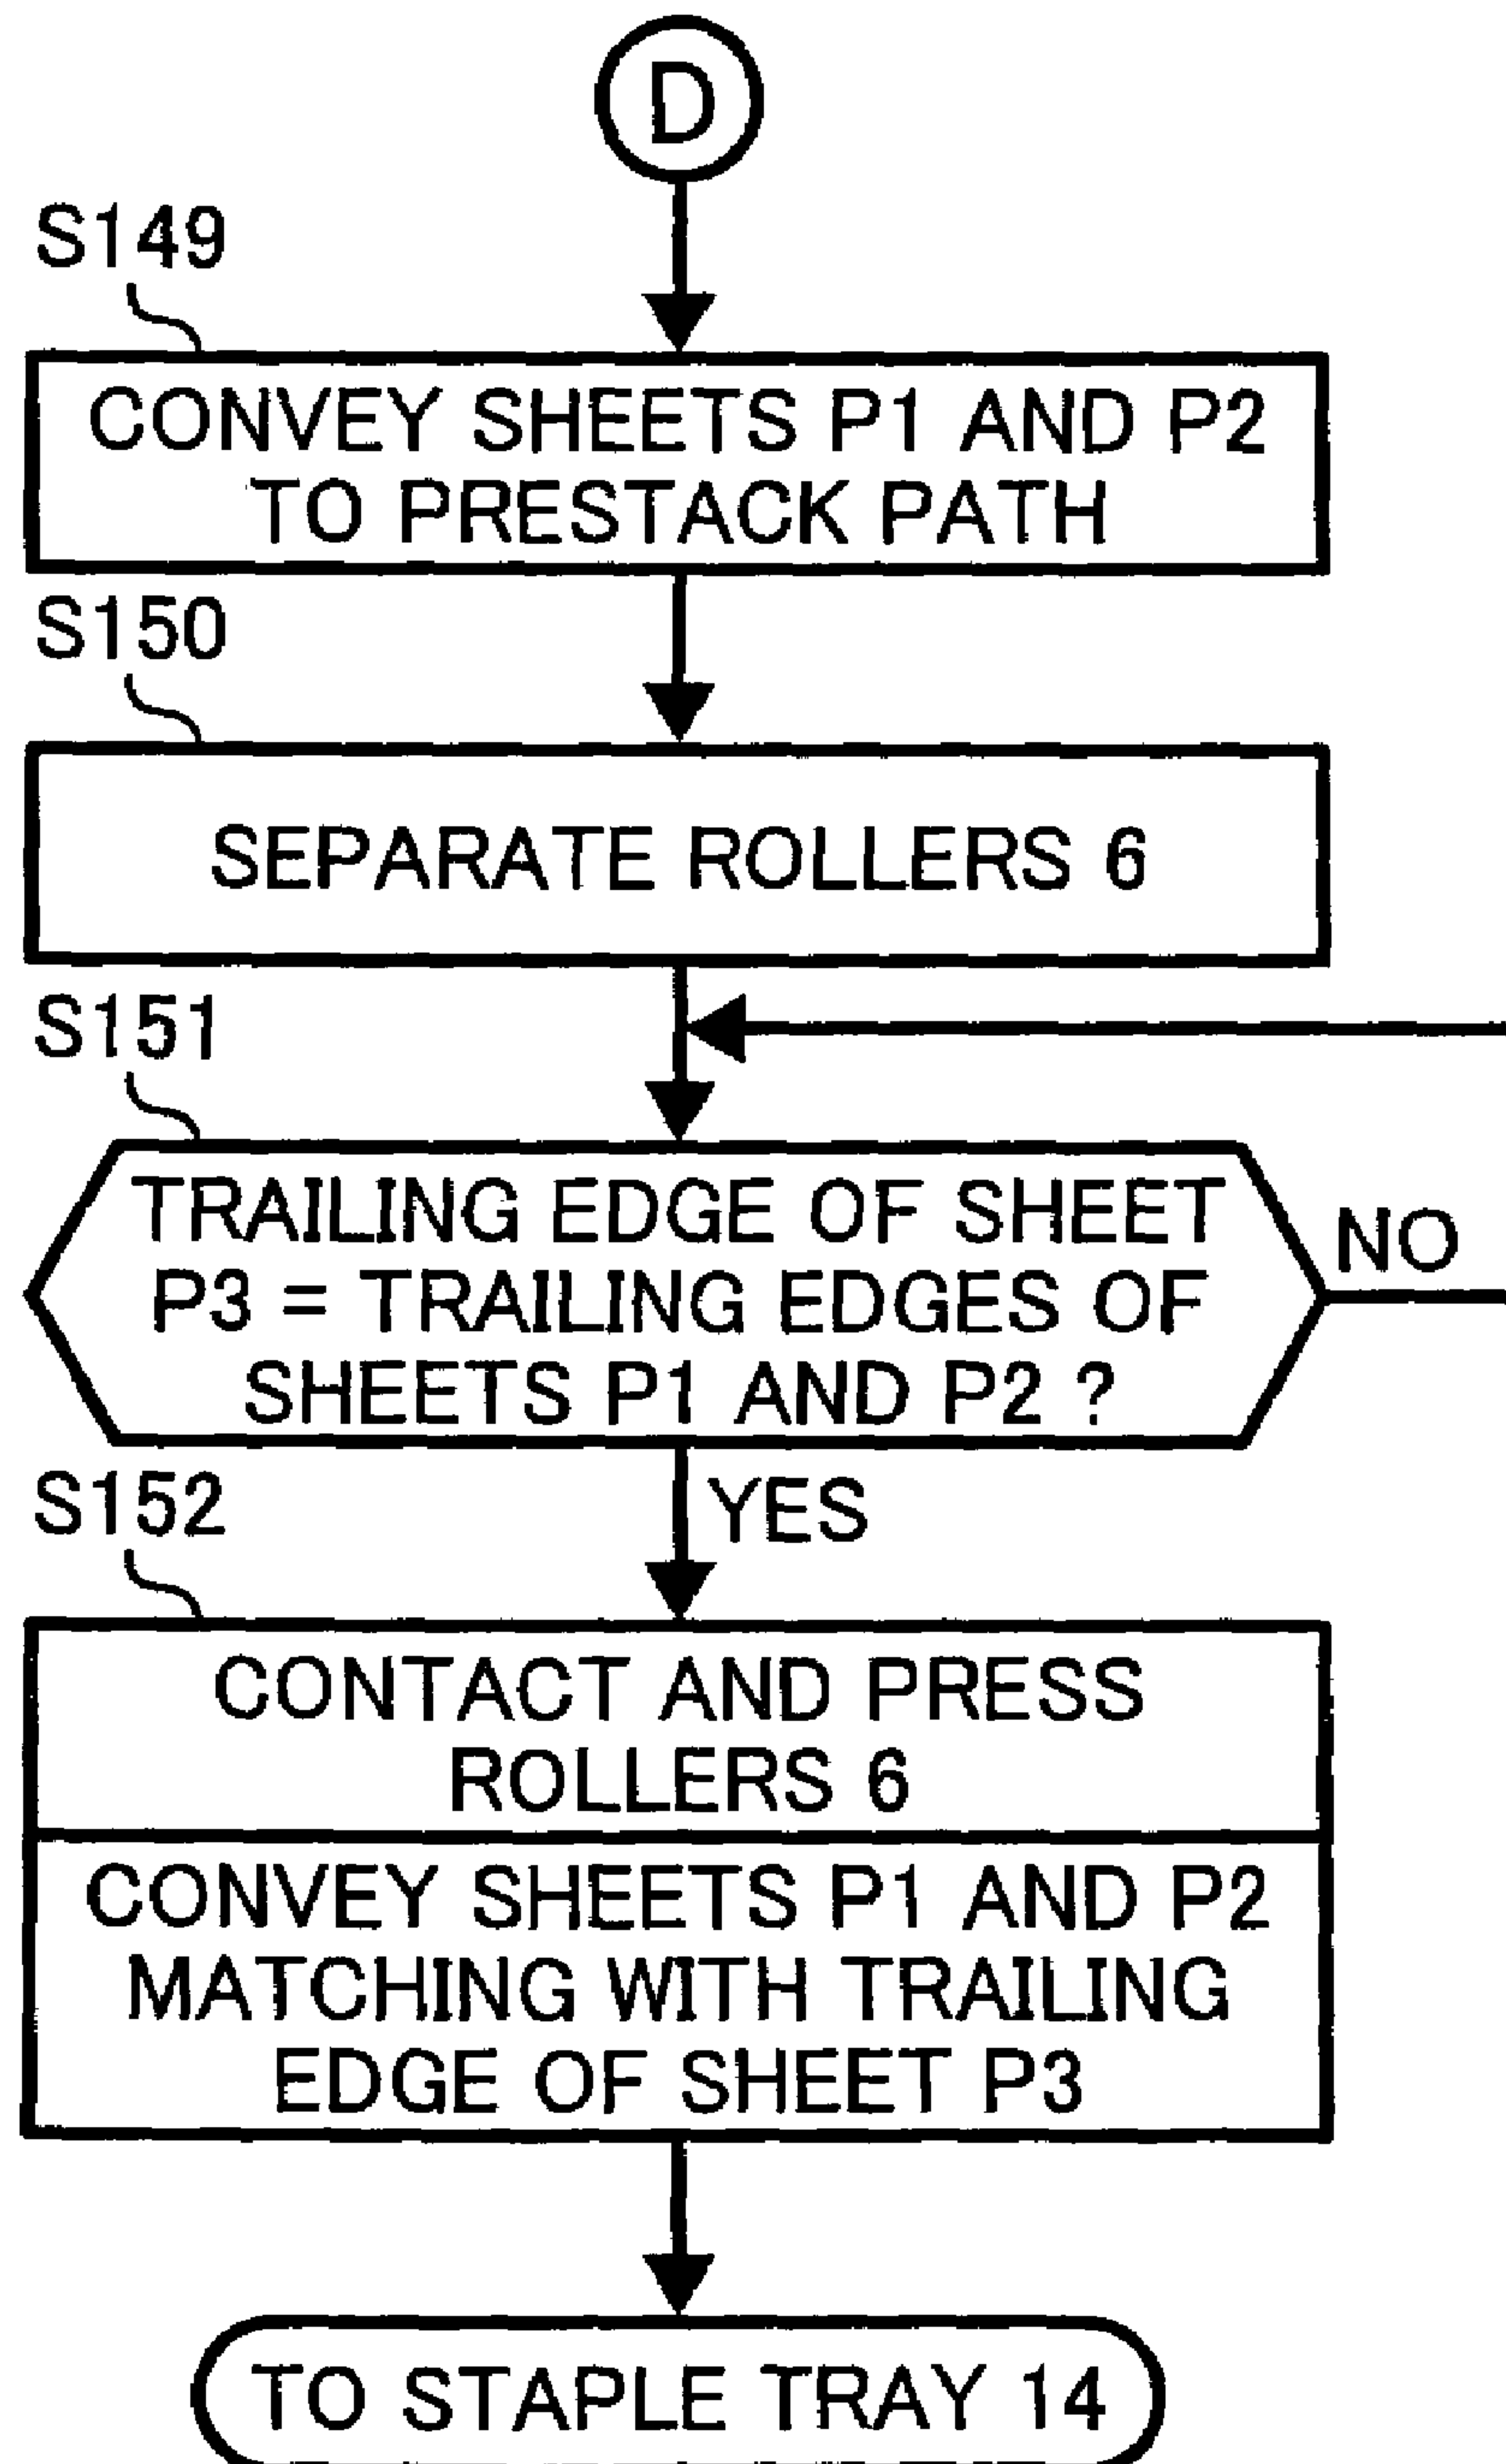 D
S149
CONVEY SHEETS P1 AND P2
TO PRESTACK PATH
S150
SEPARATE ROLLERS 6
S151
TRAILING EDGE OF SHEET
P3 = TRAILING EDGES OF
SHEETS P1 AND P2 ?
NO
YES
S152
CONTACT AND PRESS
ROLLERS 6
CONVEY SHEETS P1 AND P2
MATCHING WITH TRAILING
EDGE OF SHEET P3
TO STAPLE TRAY 14